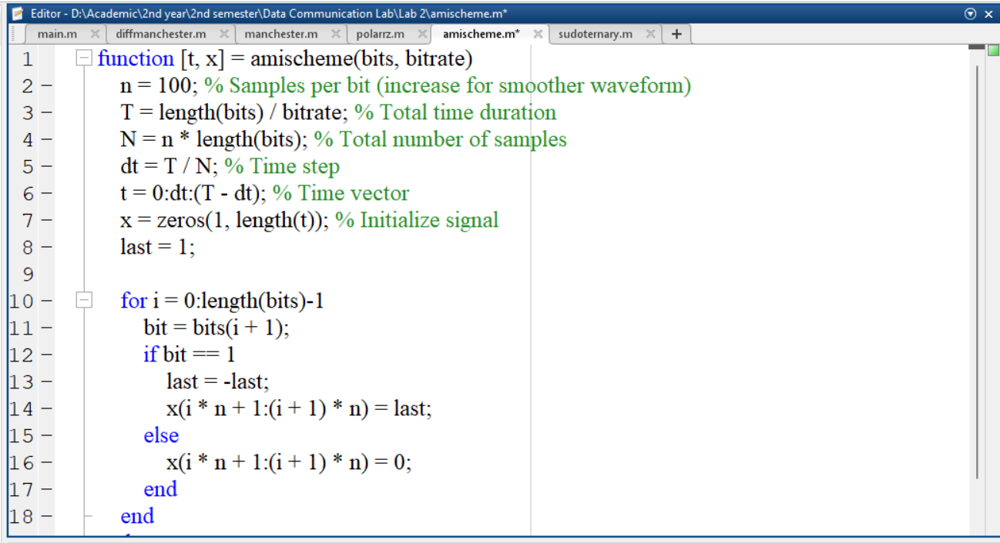 Editor - D:\Academic\2nd year\2nd semester\Data Communication Lab\Lab 2\amischeme.m*
main.m diffmanchester.m manchester.m polarrz.m amischeme.m* sudoternary.m +
1 function [t, x] = amischeme(bits, bitrate)
2 – n = 100; % Samples per bit (increase for smoother waveform)
3 – T = length(bits) / bitrate; % Total time duration
4 – N = n * length(bits); % Total number of samples
5 – dt = T / N; % Time step
6 – t = 0:dt:(T - dt); % Time vector
7 – x = zeros(1, length(t)); % Initialize signal
8 – last = 1;
9
10 – for i = 0:length(bits)-1
11 – bit = bits(i + 1);
12 – if bit == 1
13 – last = -last;
14 – x(i * n + 1:(i + 1) * n) = last;
15 – else
16 – x(i * n + 1:(i + 1) * n) = 0;
17 – end
18 – end